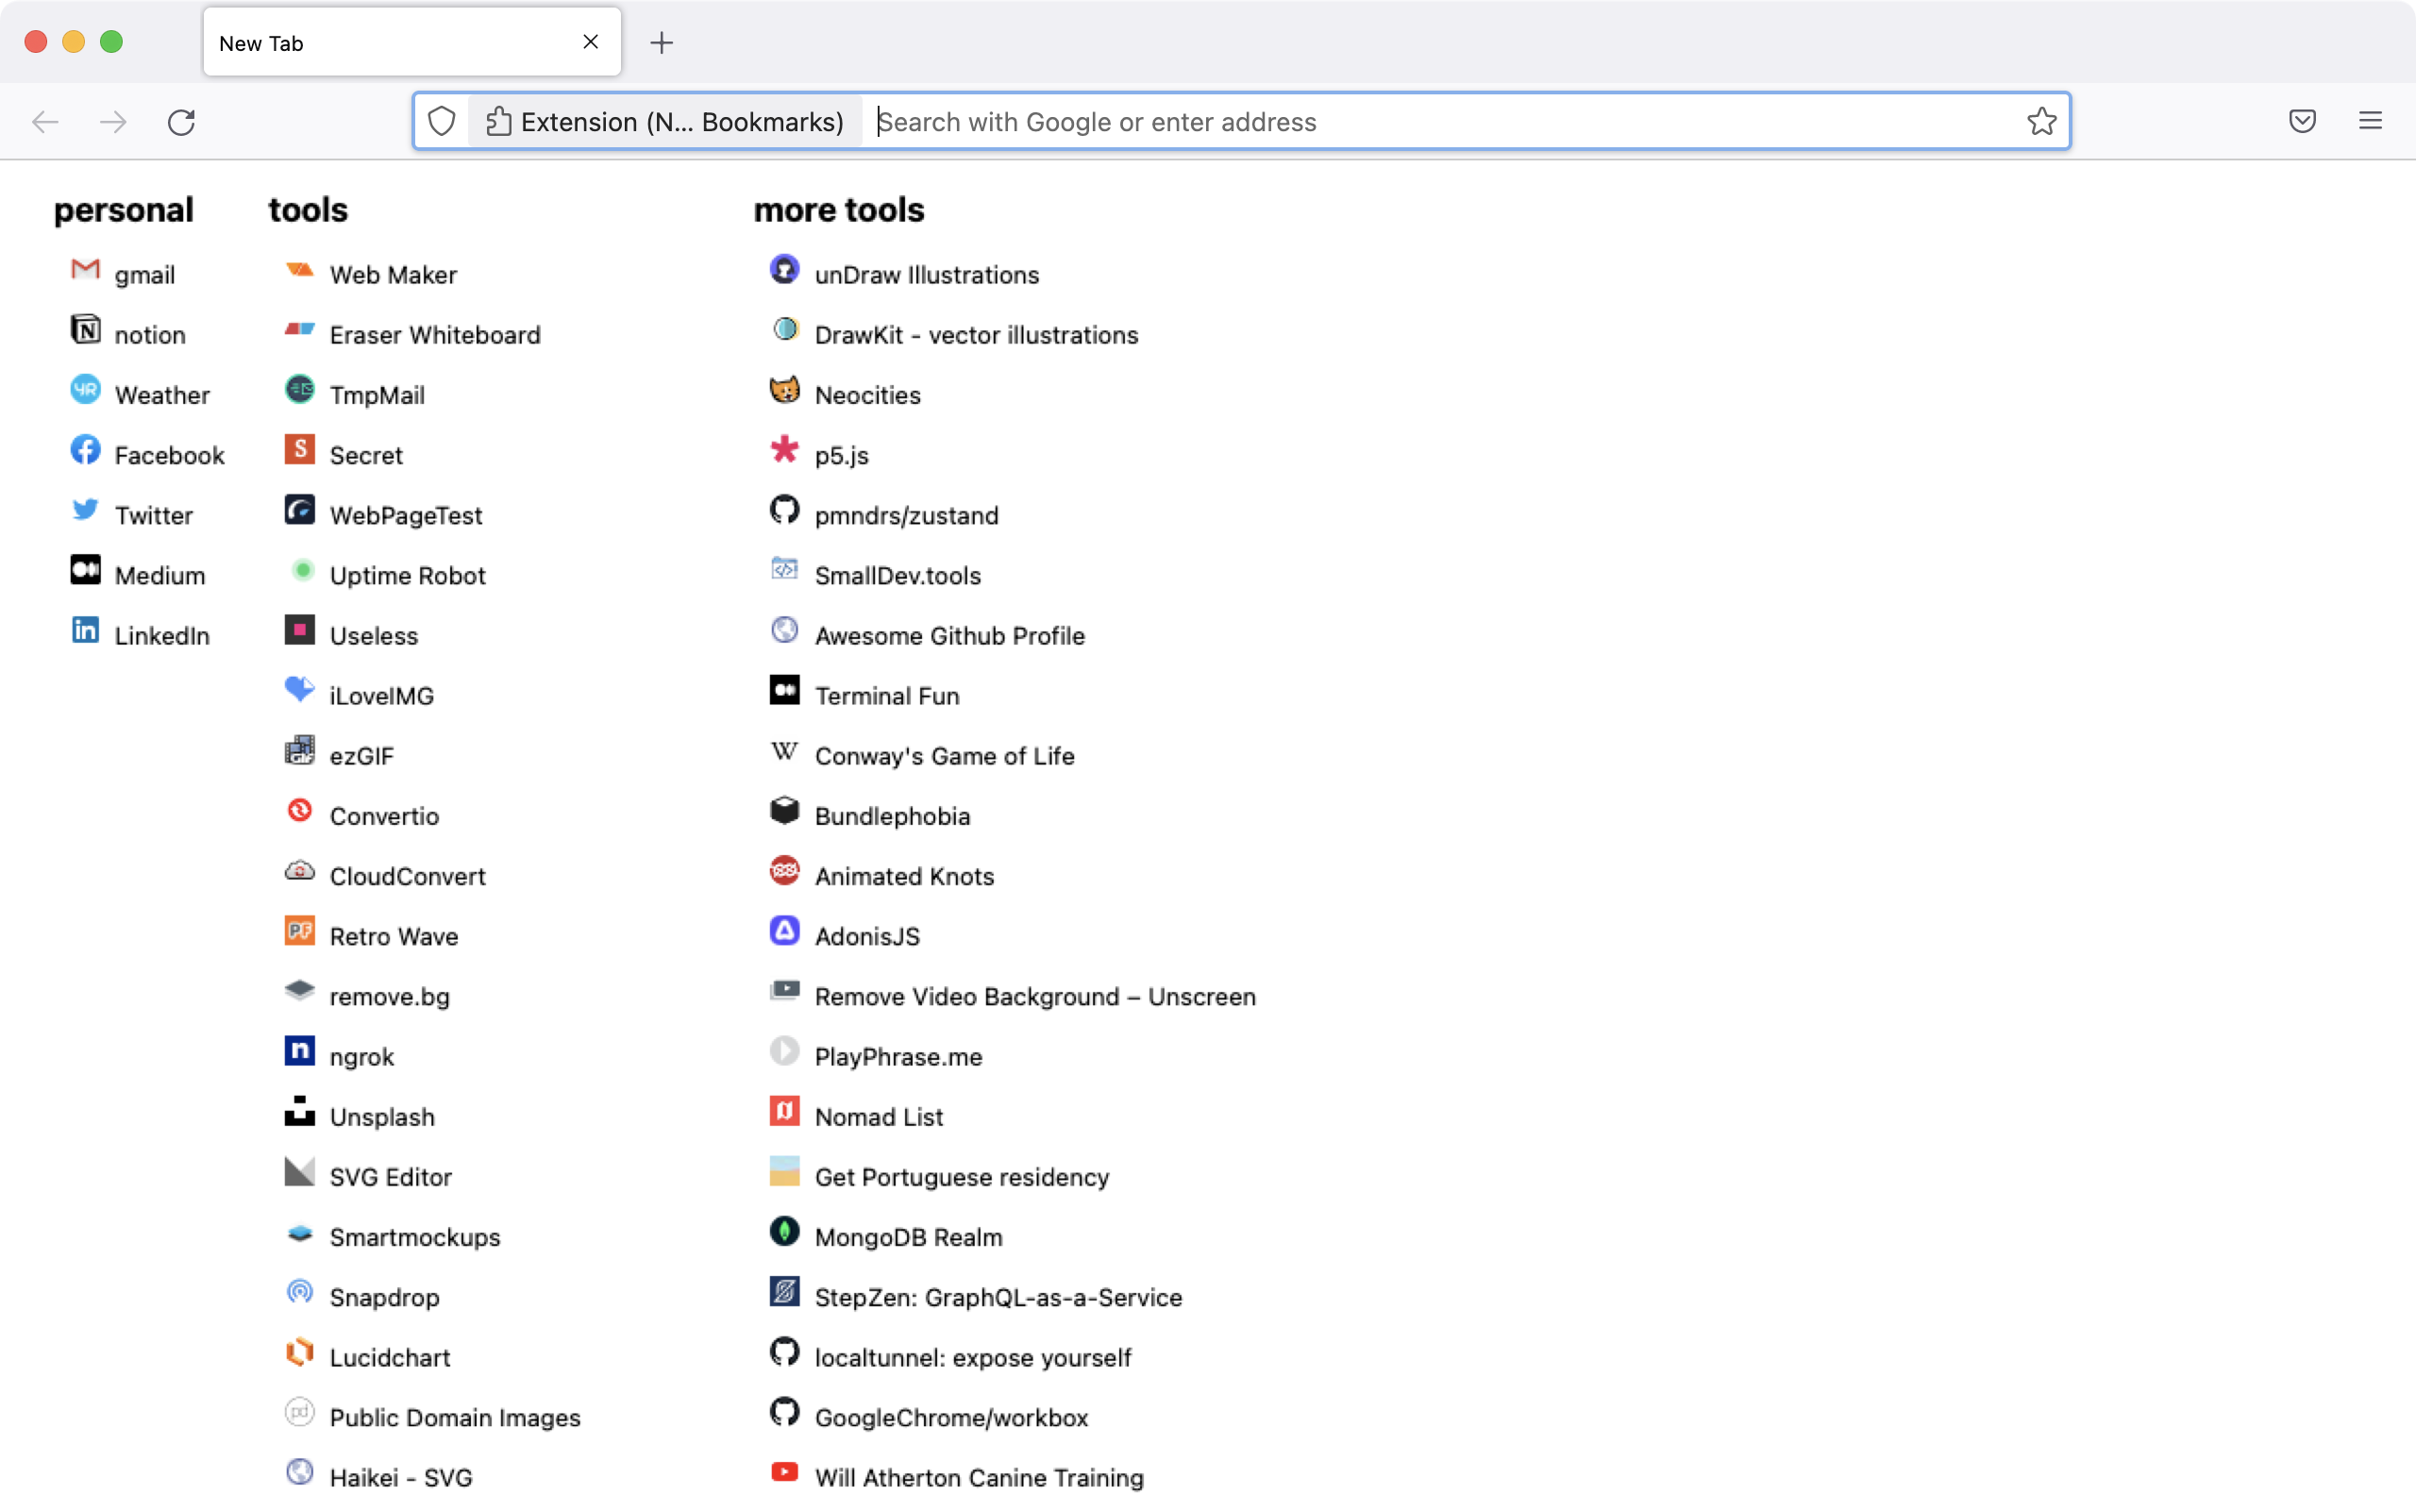 New Tab
Extension (N... Bookmarks)
Search with Google or enter address
personal
gmail
notion
Weather
Facebook
Twitter
Medium
LinkedIn
tools
Web Maker
Eraser Whiteboard
TmpMail
Secret
WebPageTest
Uptime Robot
Useless
iLoveIMG
ezGIF
Convertio
CloudConvert
Retro Wave
remove.bg
ngrok
Unsplash
SVG Editor
Smartmockups
Snapdrop
Lucidchart
Public Domain Images
Haikei - SVG
more tools
unDraw Illustrations
DrawKit - vector illustrations
Neocities
p5.js
pmndrs/zustand
SmallDev.tools
Awesome Github Profile
Terminal Fun
Conway's Game of Life
Bundlephobia
Animated Knots
AdonisJS
Remove Video Background – Unscreen
PlayPhrase.me
Nomad List
Get Portuguese residency
MongoDB Realm
StepZen: GraphQL-as-a-Service
localtunnel: expose yourself
GoogleChrome/workbox
Will Atherton Canine Training